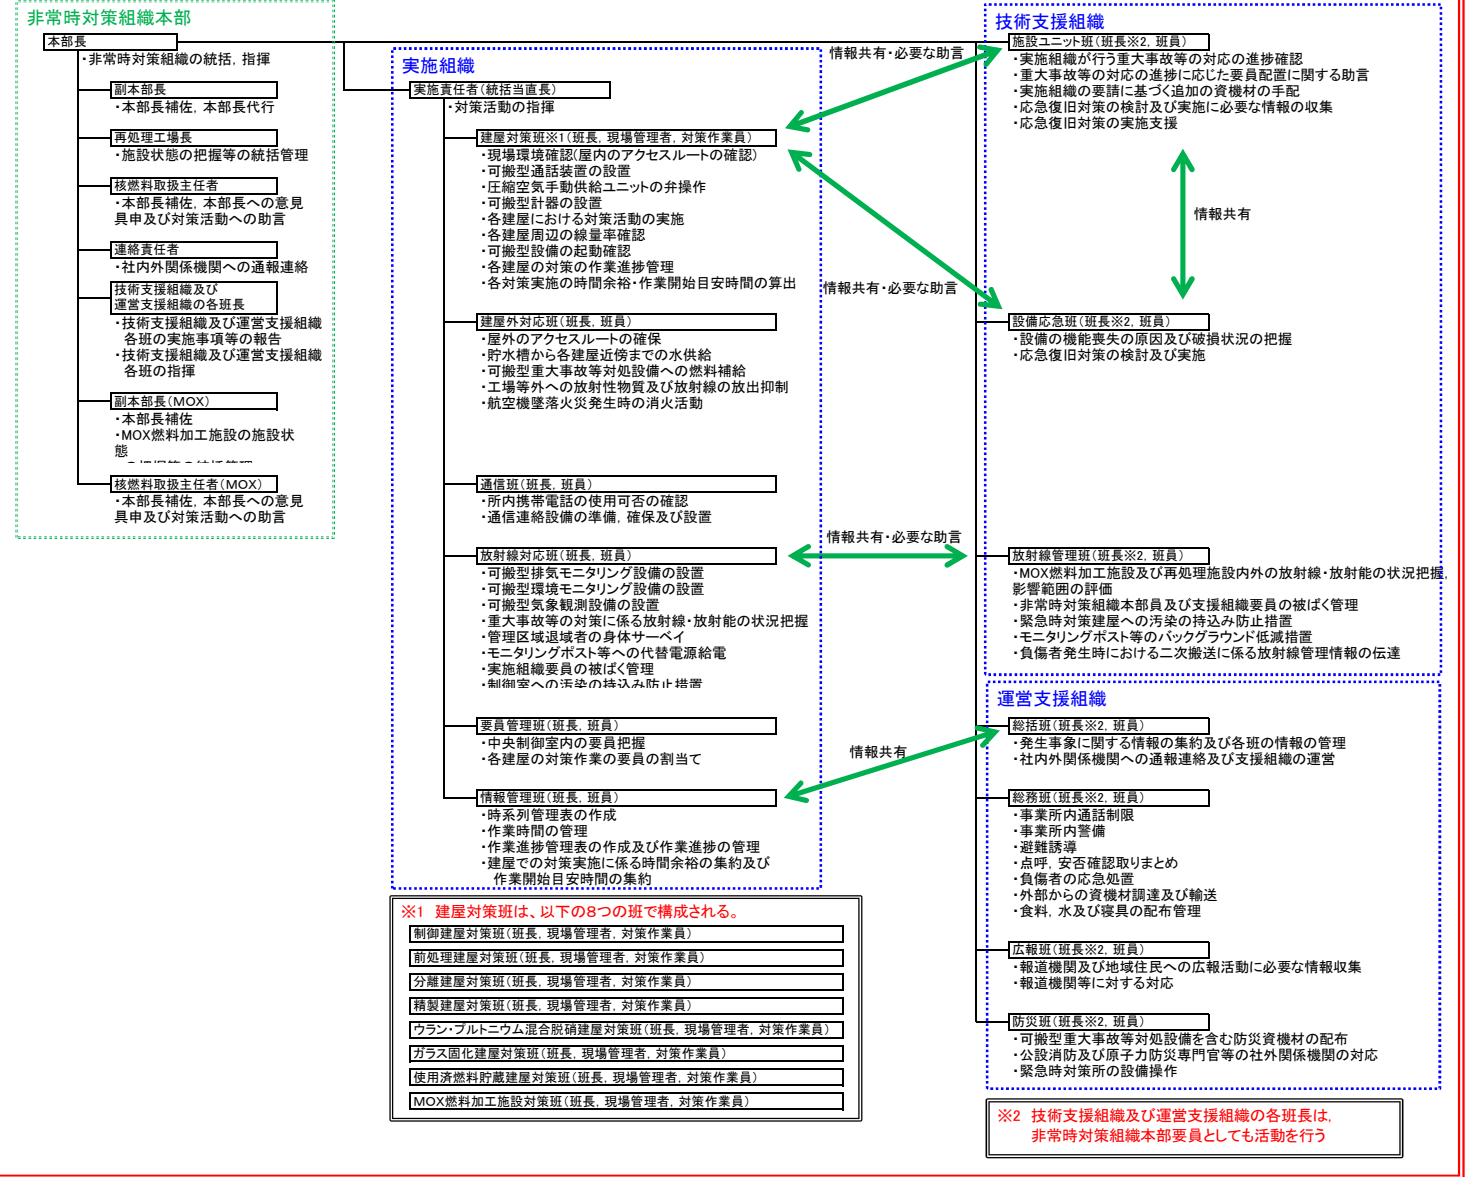 非常時対策組織本部
本部長
・非常時対策組織の統括，指揮
副本部長
・本部長補佐，本部長代行
再処理工場長
・施設状態の把握等の統括管理
核燃料取扱主任者
・本部長補佐，本部長への意見
具申及び対策活動への助言
連絡責任者
・社内外関係機関への通報連絡
技術支援組織及び
運営支援組織の各班長
・技術支援組織及び運営支援組織
各班の実施事項等の報告
・技術支援組織及び運営支援組織
各班の指揮
副本部長（MOX）
・本部長補佐
・MOX燃料加工施設の施設状
態
核燃料取扱主任者（MOX）
・本部長補佐，本部長への意見
具申及び対策活動への助言
実施組織
実施責任者（統括当直長）
・対策活動の指揮
建屋対策班※1（班長，現場管理者，対策作業員）
・現場環境確認（屋内のアクセスルートの確認）
・可搬型通話装置の設置
・圧縮空気手動供給ユニットの弁操作
・可搬型計器の設置
・各建屋における対策活動の実施
・各建屋周辺の線量率確認
・可搬型設備の起動確認
・各建屋の対策の作業進捗管理
・各対策実施の時間余裕・作業開始目安時間の算出
建屋外対応班（班長，班員）
・屋外のアクセスルートの確保
・貯水槽から各建屋近傍までの水供給
・可搬型重大事故等対処設備への燃料補給
・工場等外への放射性物質及び放射線の放出抑制
・航空機墜落火災発生時の消火活動
通信班（班長，班員）
・所内携帯電話の使用可否の確認
・通信連絡設備の準備，確保及び設置
放射線対応班（班長，班員）
・可搬型排気モニタリング設備の設置
・可搬型環境モニタリング設備の設置
・可搬型気象観測設備の設置
・重大事故等の対策に係る放射線・放射能の状況把握
・管理区域退域者の身体サーベイ
・モニタリングポスト等への代替電源給電
・実施組織要員の被ばく管理
・制御室への汚染の持込み防止措置
要員管理班（班長，班員）
・中央制御室内の要員把握
・各建屋の対策作業の要員の割当て
情報管理班（班長，班員）
・時系列管理表の作成
・作業時間の管理
・作業進捗管理表の作成及び作業進捗の管理
・建屋での対策実施に係る時間余裕の集約及び
作業開始目安時間の集約
※1　建屋対策班は、以下の8つの班で構成される。
制御建屋対策班（班長，現場管理者，対策作業員）
前処理建屋対策班（班長，現場管理者，対策作業員）
分離建屋対策班（班長，現場管理者，対策作業員）
精製建屋対策班（班長，現場管理者，対策作業員）
ウラン・プルトニウム混合脱硝建屋対策班（班長，現場管理者，対策作業員）
ガラス固化建屋対策班（班長，現場管理者，対策作業員）
使用済燃料貯蔵建屋対策班（班長，現場管理者，対策作業員）
MOX燃料加工施設対策班（班長，現場管理者，対策作業員）
情報共有・必要な助言
情報共有・必要な助言
情報共有
情報共有・必要な助言
情報共有
技術支援組織
施設ユニット班（班長※2，班員）
・実施組織が行う重大事故等の対応の進捗確認
・重大事故等の対応の進捗に応じた要員配置に関する助言
・実施組織の要請に基づく追加の資機材の手配
・応急復旧対策の検討及び実施に必要な情報の収集
・応急復旧対策の実施支援
設備応急班（班長※2，班員）
・設備の機能喪失の原因及び破損状況の把握
・応急復旧対策の検討及び実施
放射線管理班（班長※2，班員）
・MOX燃料加工施設及び再処理施設内外の放射線・放射能の状況把握，
影響範囲の評価
・非常時対策組織本部員及び支援組織要員の被ばく管理
・緊急時対策建屋への汚染の持込み防止措置
・モニタリングポスト等のバックグラウンド低減措置
・負傷者発生時における二次搬送に係る放射線管理情報の伝達
運営支援組織
総括班（班長※2，班員）
・発生事象に関する情報の集約及び各班の情報の管理
・社内外関係機関への通報連絡及び支援組織の運営
総務班（班長※2，班員）
・事業所内通話制限
・事業所内警備
・避難誘導
・点呼，安否確認取りまとめ
・負傷者の応急処置
・外部からの資機材調達及び輸送
・食料，水及び寝具の配布管理
広報班（班長※2，班員）
・報道機関及び地域住民への広報活動に必要な情報収集
・報道機関等に対する対応
防災班（班長※2，班員）
・可搬型重大事故等対処設備を含む防災資機材の配布
・公設消防及び原子力防災専門官等の社外関係機関の対応
・緊急時対策所の設備操作
※2　技術支援組織及び運営支援組織の各班長は，
非常時対策組織本部要員としても活動を行う